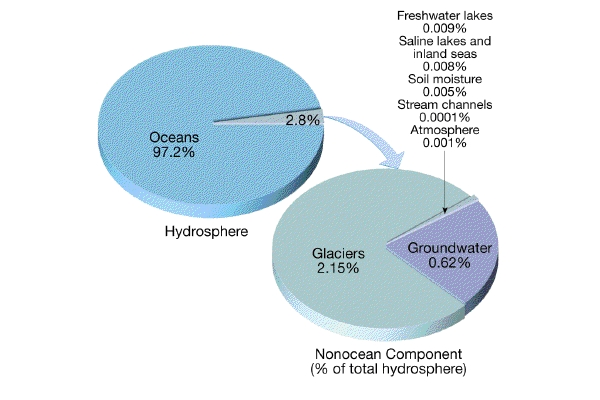 Freshwater lakes
0.009%
Saline lakes and
inland seas
0.008%
Soil moisture
0.005%
Stream channels
0.0001%
Atmosphere
0.001%
2.8%
Oceans
97.2%
Hydrosphere
Glaciers
2.15%
Groundwater
0.62%
Nonocean Component
(% of total hydrosphere)